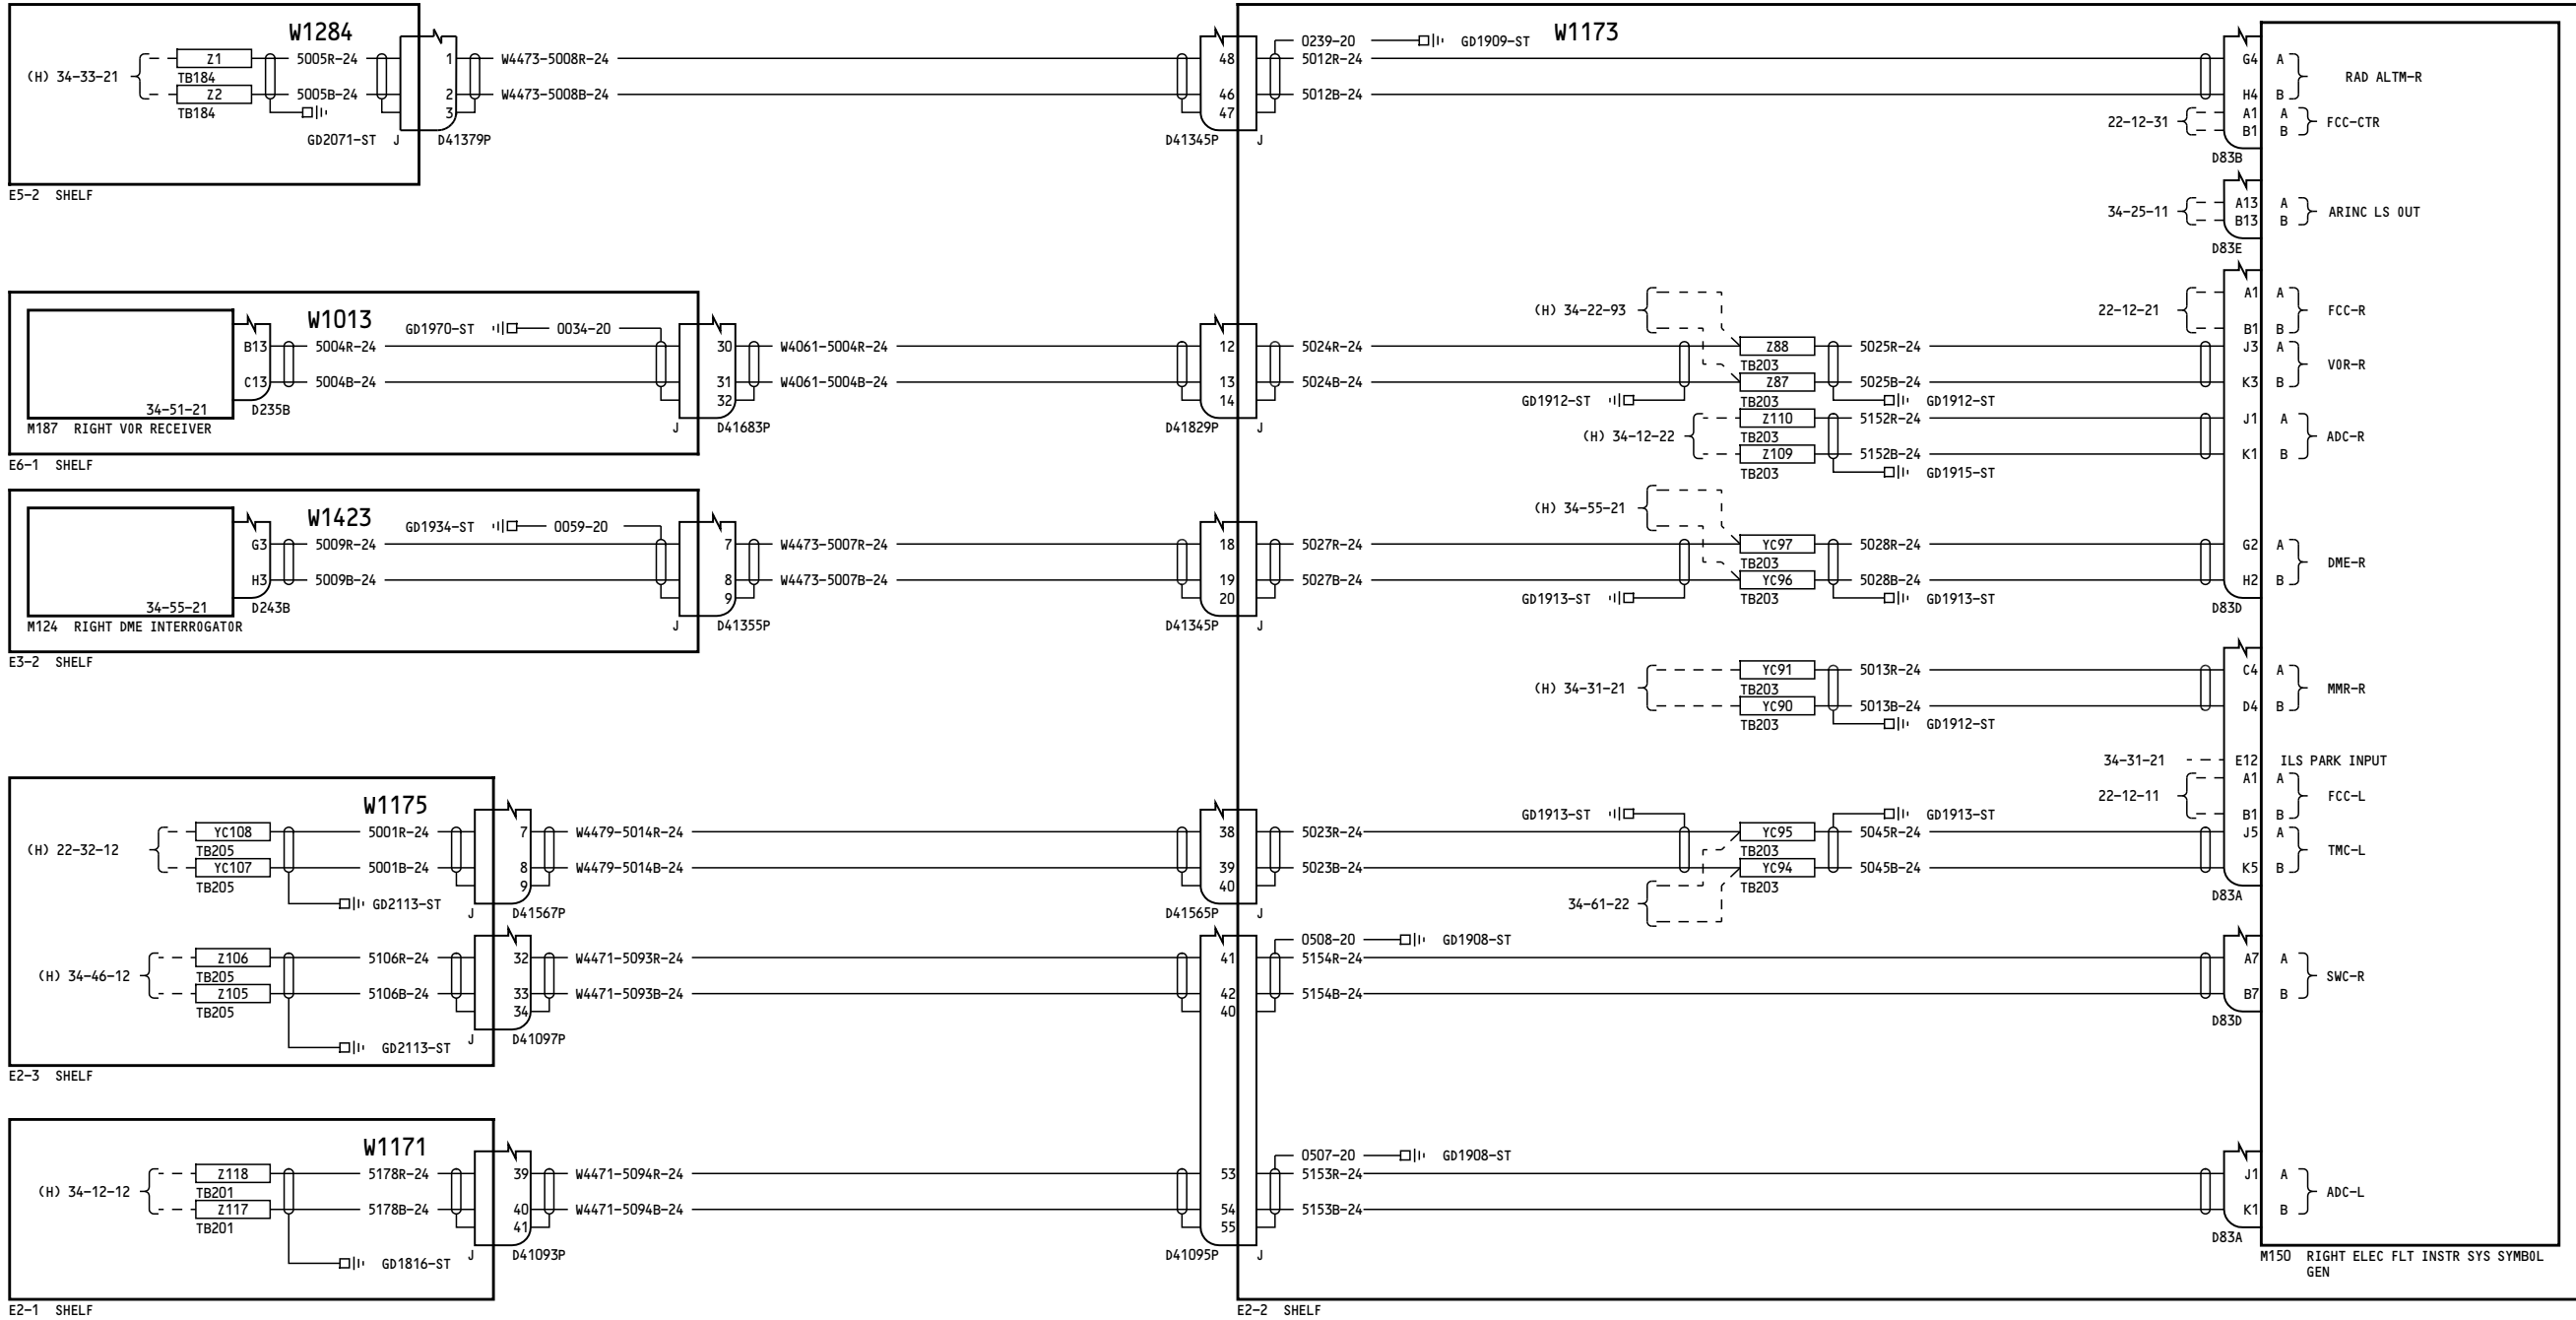 W1284
(H) 34-33-21
Z1
TB184
Z2
TB184
5005R-24
5005B-24
GD2071-ST
J
1
2
3
D41379P
W4473-5008R-24
W4473-5008B-24
E5-2 SHELF
48
46
47
D41345P
J
0239-20
GD1909-ST
W1173
5012R-24
5012B-24
G4 A
H4 B
RAD ALTM-R
22-12-31
A1 A
B1 B
FCC-CTR
D83B
34-25-11
A13 A
B13 B
ARINC LS OUT
D83E
W1013
B13
C13
D235B
34-51-21
M187 RIGHT VOR RECEIVER
5004R-24
5004B-24
GD1970-ST
0034-20
30
31
32
J
D41683P
W4061-5004R-24
W4061-5004B-24
E6-1 SHELF
12
13
14
D41829P
J
5024R-24
5024B-24
(H) 34-22-93
GD1912-ST
Z88
TB203
Z87
TB203
5025R-24
5025B-24
GD1912-ST
22-12-21
A1 A
B1 B
FCC-R
J3 A
K3 B
VOR-R
(H) 34-12-22
Z110
TB203
Z109
TB203
5152R-24
5152B-24
GD1915-ST
J1 A
K1 B
ADC-R
W1423
G3
H3
D243B
34-55-21
M124 RIGHT DME INTERROGATOR
5009R-24
5009B-24
GD1934-ST
0059-20
7
8
9
J
D41355P
W4473-5007R-24
W4473-5007B-24
E3-2 SHELF
18
19
20
D41345P
J
5027R-24
5027B-24
(H) 34-55-21
GD1913-ST
YC97
TB203
YC96
TB203
5028R-24
5028B-24
GD1913-ST
G2 A
H2 B
DME-R
D83D
(H) 34-31-21
YC91
TB203
YC90
TB203
5013R-24
5013B-24
GD1912-ST
C4 A
D4 B
MMR-R
34-31-21
E12 ILS PARK INPUT
22-12-11
A1 A
B1 B
FCC-L
W1175
(H) 22-32-12
YC108
TB205
YC107
TB205
5001R-24
5001B-24
GD2113-ST
7
8
9
J
D41567P
W4479-5014R-24
W4479-5014B-24
38
39
40
D41565P
J
5023R-24
5023B-24
GD1913-ST
34-61-22
YC95
TB203
YC94
TB203
GD1913-ST
5045R-24
5045B-24
J5 A
K5 B
TMC-L
D83A
(H) 34-46-12
Z106
TB205
Z105
TB205
5106R-24
5106B-24
GD2113-ST
32
33
34
J
D41097P
W4471-5093R-24
W4471-5093B-24
E2-3 SHELF
41
42
40
0508-20
GD1908-ST
5154R-24
5154B-24
A7 A
B7 B
SWC-R
D83D
W1171
(H) 34-12-12
Z118
TB201
Z117
TB201
5178R-24
5178B-24
GD1816-ST
39
40
41
J
D41093P
W4471-5094R-24
W4471-5094B-24
E2-1 SHELF
53
54
55
D41095P
J
0507-20
GD1908-ST
5153R-24
5153B-24
J1 A
K1 B
ADC-L
D83A
M150 RIGHT ELEC FLT INSTR SYS SYMBOL
GEN
E2-2 SHELF